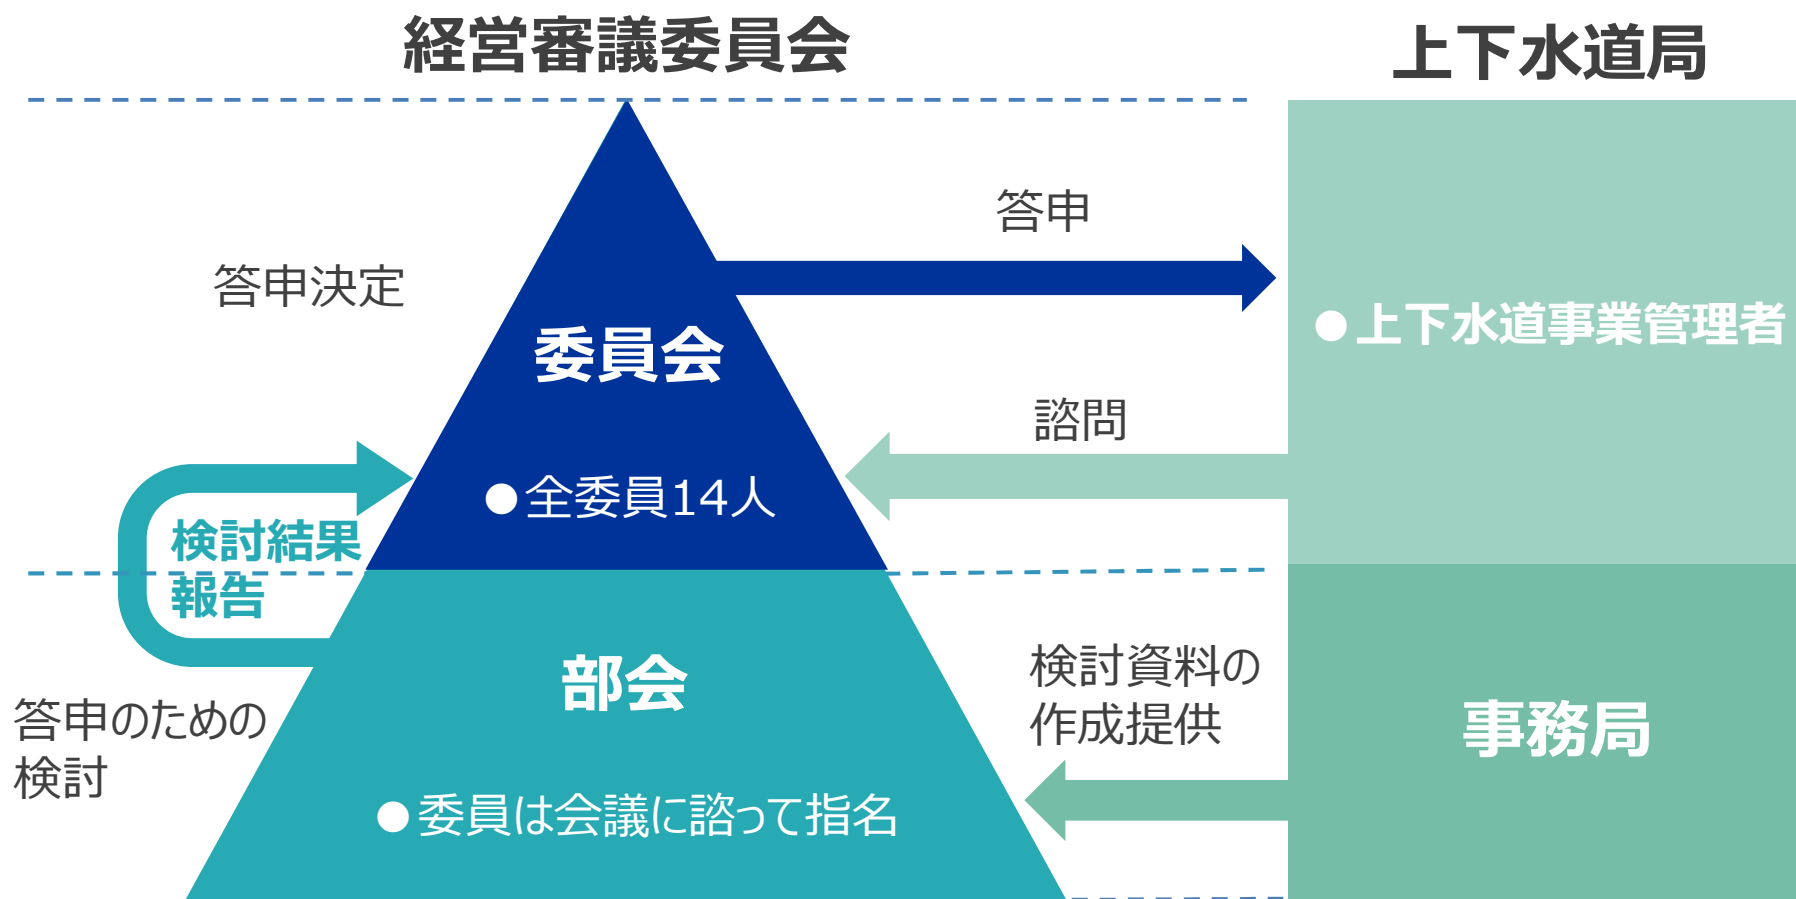 経営審議委員会
上下水道局
答申
答申決定
委員会
●上下水道事業管理者
諮問
●全委員14人
検討結果
報告
部会
検討資料の
作成提供
事務局
答申のための
検討
●委員は会議に諮って指名